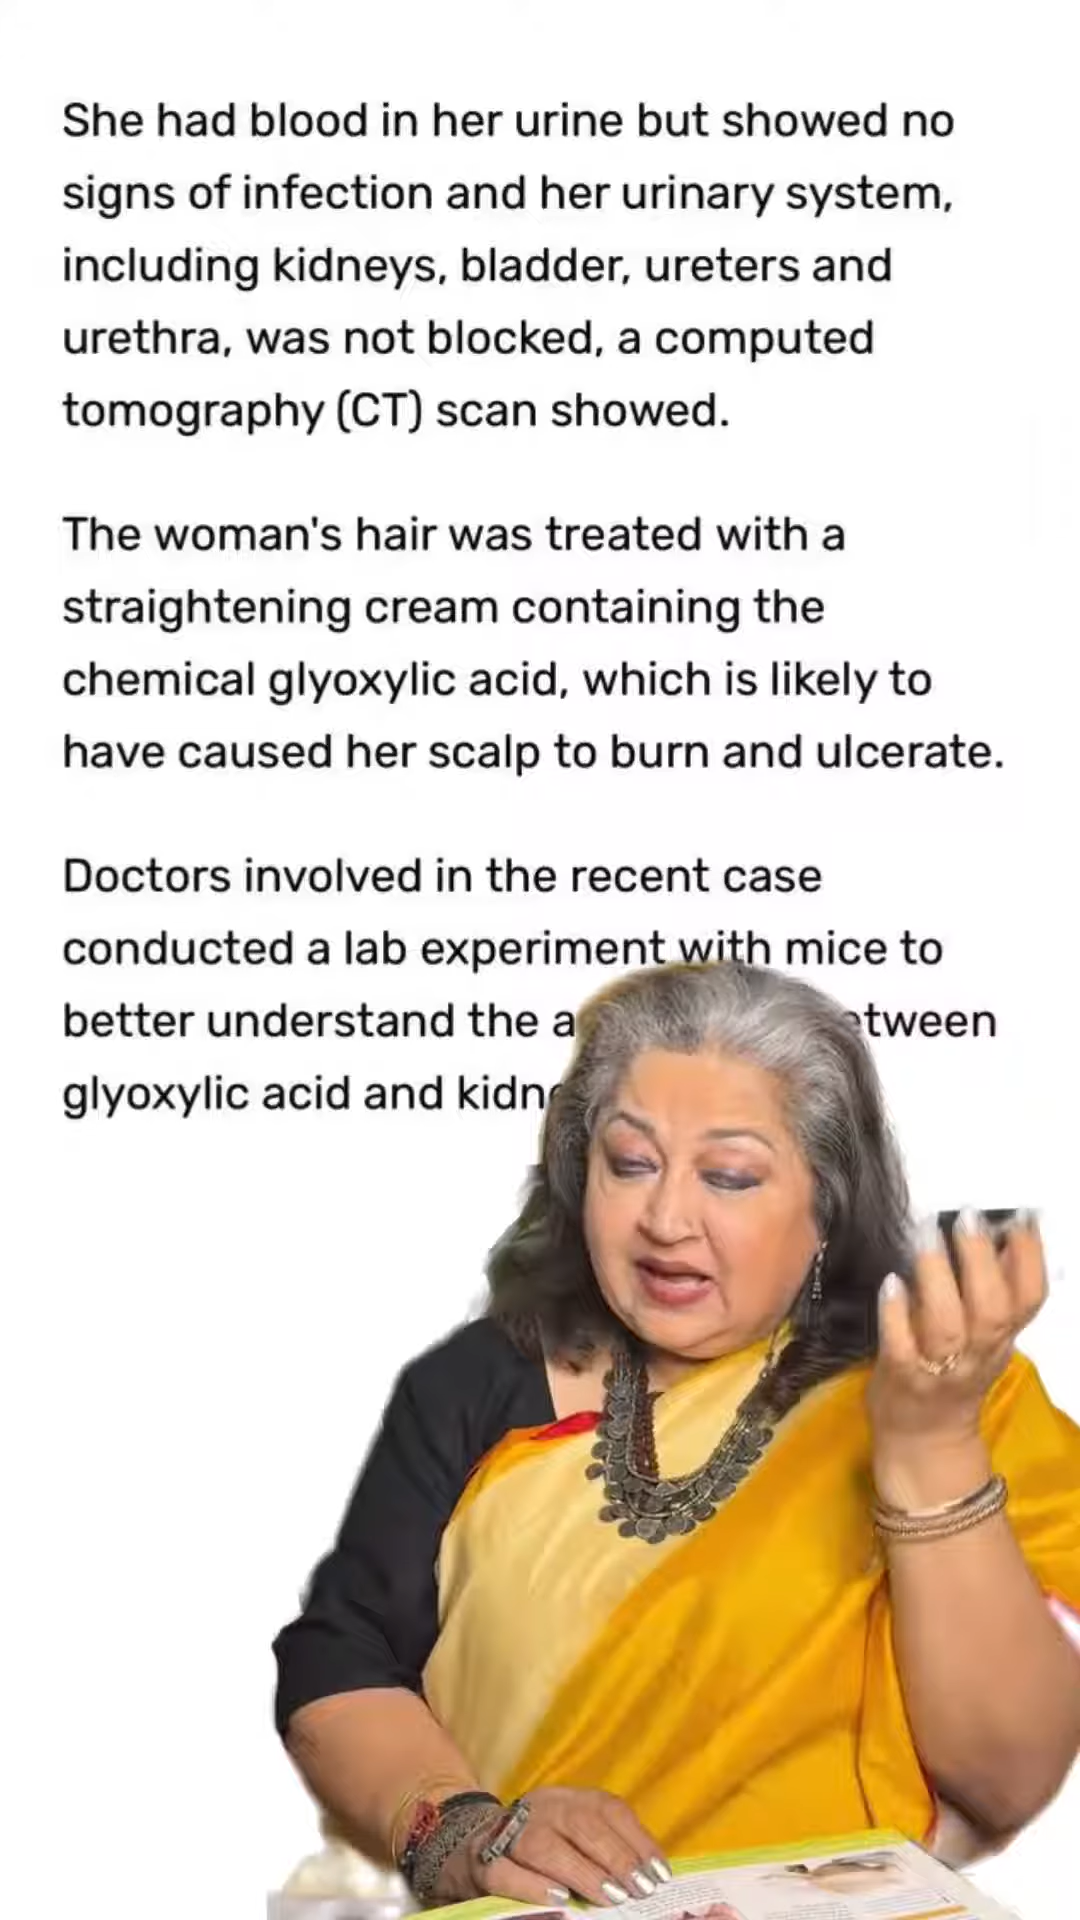 She had blood in her urine but showed no
signs of infection and her urinary system,
including kidneys, bladder, ureters and
urethra, was not blocked, a computed
tomography (CT) scan showed.
The woman's hair was treated with a
straightening cream containing the
chemical glyoxylic acid, which is likely to
have caused her scalp to burn and ulcerate.
Doctors involved in the recent case
conducted a lab experiment with mice to
better understand the
glyoxylic acid and